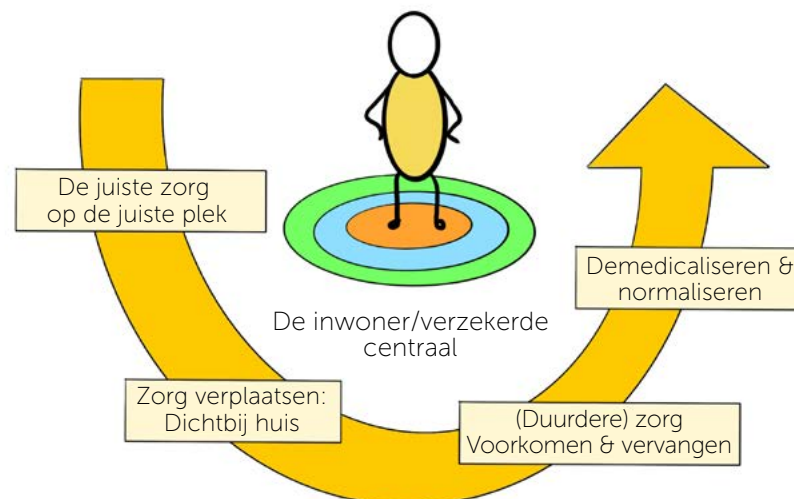 De juiste zorg
op de juiste plek
De inwoner/verzekerde
centraal
Zorg verplaatsen:
Dichtbij huis
(Duurdere) zorg
Voorkomen & vervangen
Demedicaliseren &
normaliseren